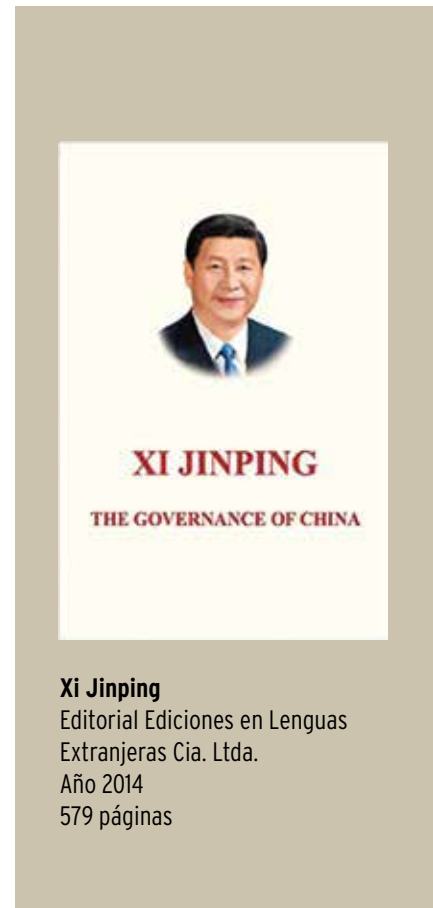 XI JINPING
THE GOVERNANCE OF CHINA
Xi Jinping
Editorial Ediciones en Lenguas
Extranjeras Cia. Ltda.
Año 2014
579 páginas